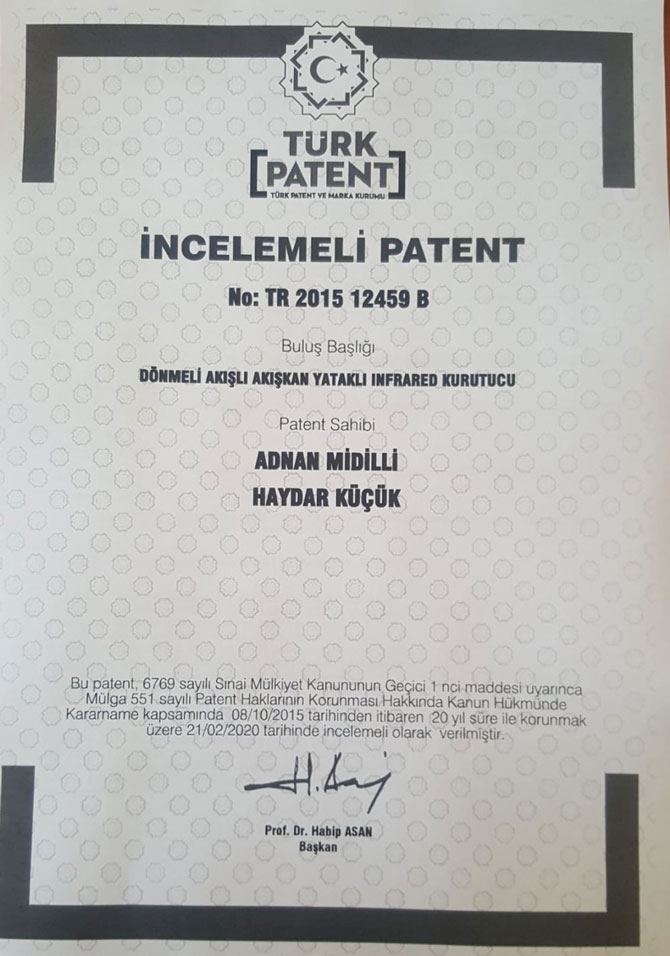 TÜRK
PATENT
TÜRK PATENT VE MARKA KURUMU
İNCELEMELİ PATENT
No: TR 2015 12459 B
Buluş Başlığı
DÖNMELİ AKIŞLI AKIŞKAN YATAKLI INFRARED KURUTUCU
Patent Sahibi
ADNAN MİDİLLİ
HAYDAR KÜÇÜK
Bu patent, 6769 sayılı Sınai Mülkiyet Kanununun Geçici 1 nci maddesi uyarınca
Mülga 551 sayılı Patent Haklarının Korunması Hakkında Kanun Hükmünde
Kararname kapsamında 08/10/2015 tarihinden itibaren 20 yıl süre ile korunmak
üzere 21/02/2020 tarihinde incelemeli olarak verilmiştir.
Prof. Dr. Habip ASAN
Başkan